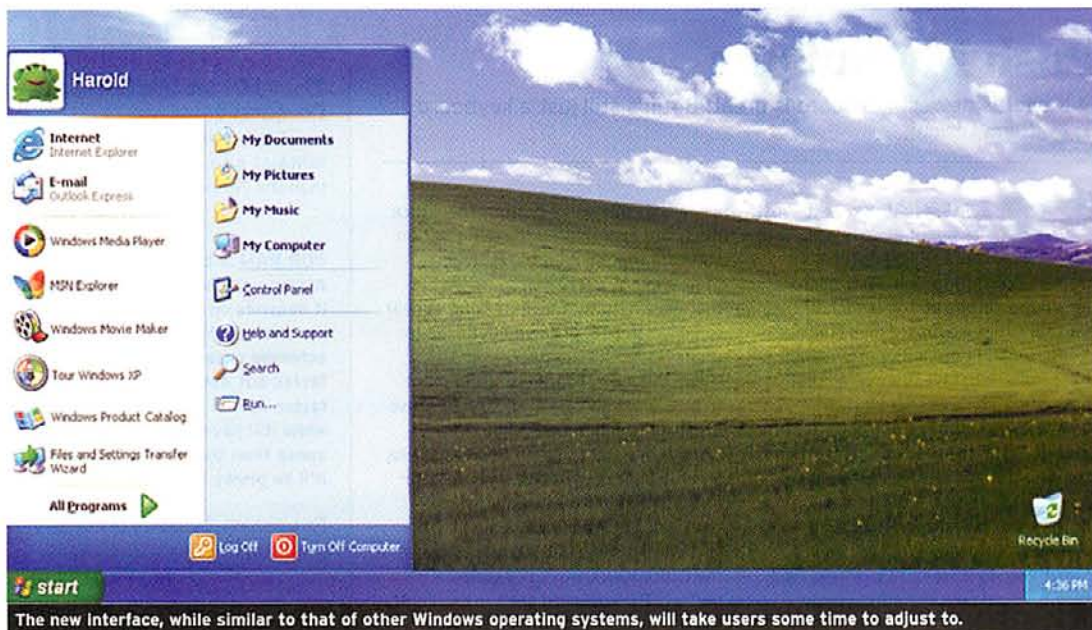 Harold
Internet
Internet Explorer
E-mail
Outlook Express
Windows Media Player
MSN Explorer
Windows Movie Maker
Tour Windows XP
Windows Product Catalog
Files and Settings Transfer
Wizard
All Programs
My Documents
My Pictures
My Music
My Computer
Control Panel
Help and Support
Search
Run...
Log Off
Turn Off Computer
Recycle Bin
start
4:36 PM
The new interface, while similar to that of other Windows operating systems, will take users some time to adjust to.